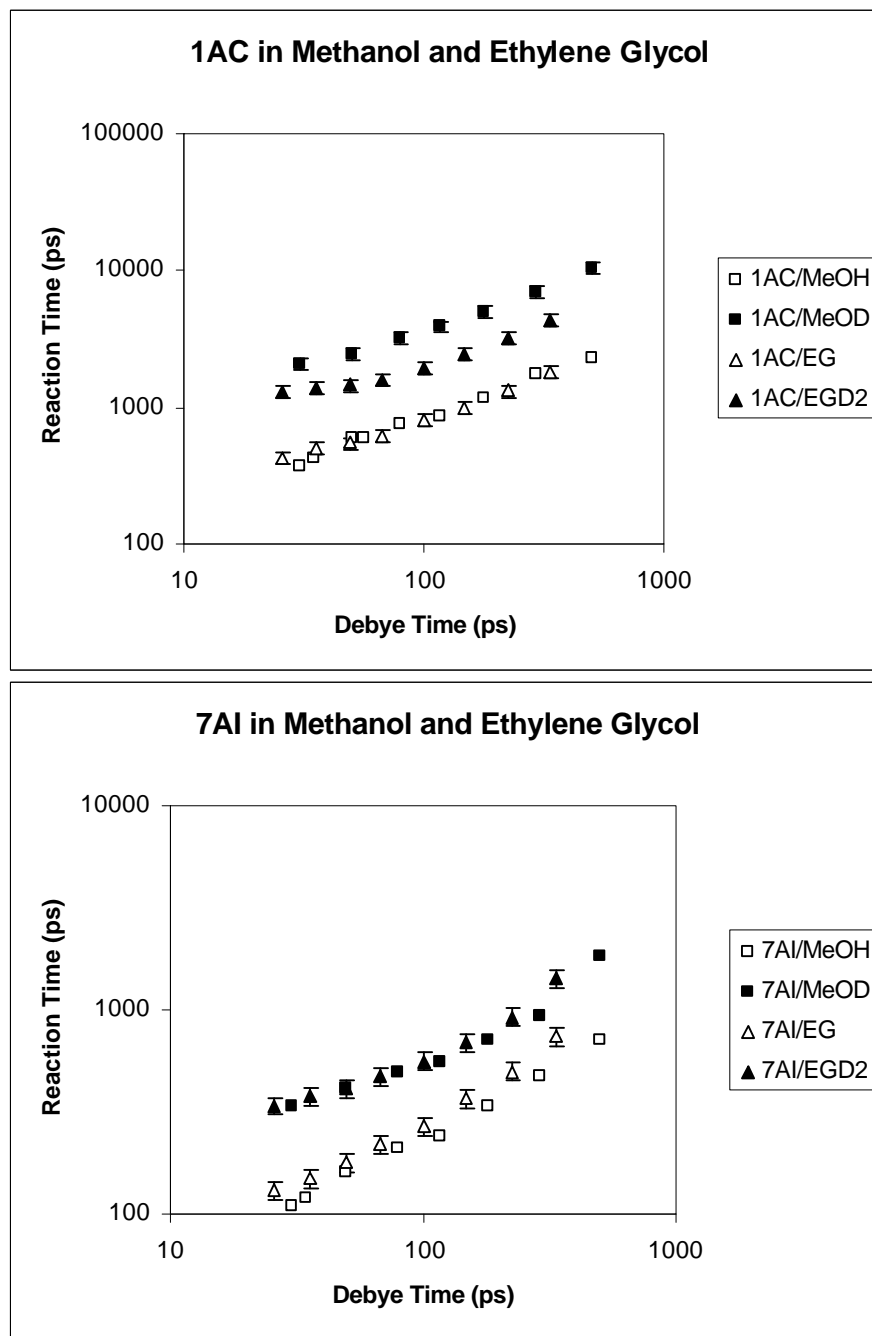 1AC in Methanol and Ethylene Glycol
100000
10000
1000
100
10
100
1000
Reaction Time (ps)
Debye Time (ps)
1AC/MeOH
1AC/MeOD
1AC/EG
1AC/EGD2
7AI in Methanol and Ethylene Glycol
10000
1000
100
10
100
1000
Reaction Time (ps)
Debye Time (ps)
7AI/MeOH
7AI/MeOD
7AI/EG
7AI/EGD2